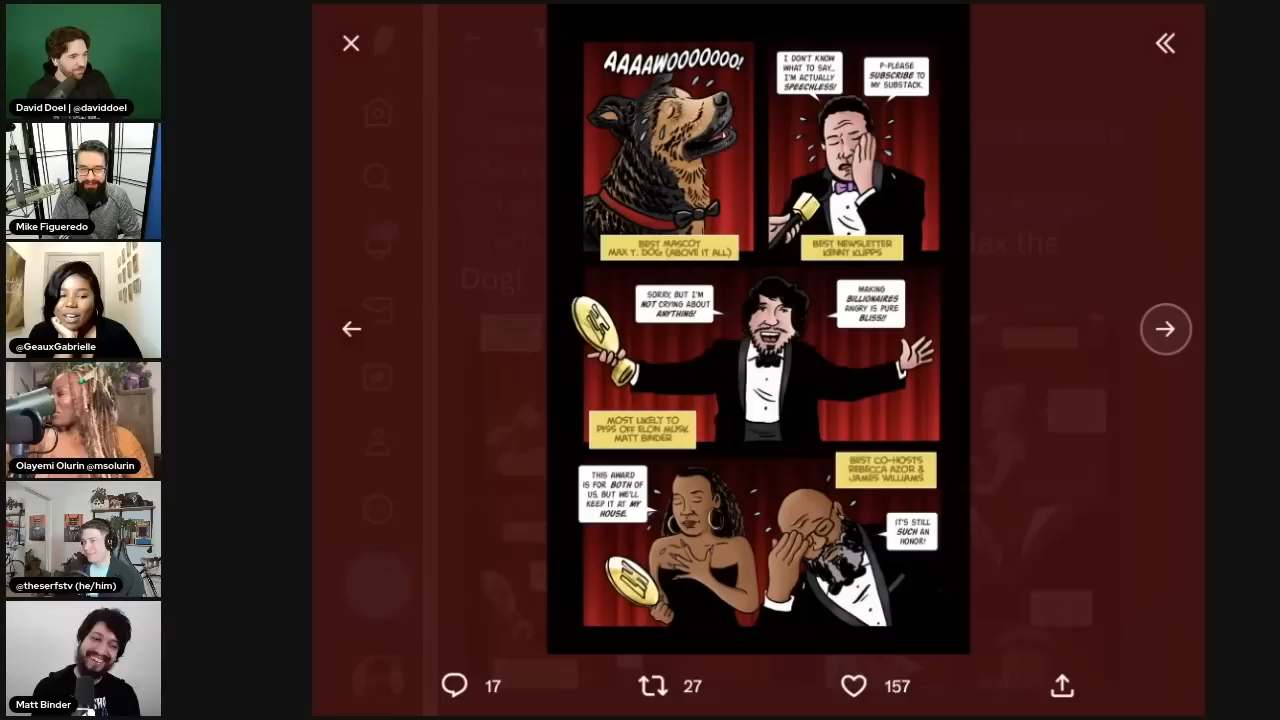 David Doel | @daviddoel
Mike Figueredo
@GeauxGabrielle
Olayemi Olurin @msolurin
@theserfstv (he/him)
Matt Binder
AAAAWOOOOOOO!
BEST MASCOT
MAX T. DOG (ABOVE IT ALL)
I DON'T KNOW
WHAT TO SAY...
I'M ACTUALLY
SPEECHLESS!
P-PLEASE
SUBSCRIBE TO
MY SUBSTACK.
BEST NEWSLETTER
KENNY KLIPPS
SORRY, BUT I'M
NOT CRYING ABOUT
ANYTHING!
MAKING
BILLIONAIRES
ANGRY IS PURE
BLISS!!
MOST LIKELY TO
PISS OFF ELON MUSK
MATT BINDER
THIS AWARD
IS FOR BOTH OF
US, BUT WE'LL
KEEP IT AT MY
HOUSE.
BEST CO-HOSTS
REBECCA AZOR &
JAMES WILLIAMS
IT'S STILL
SUCH AN
HONOR!
ax the
Dog!
17
27
157